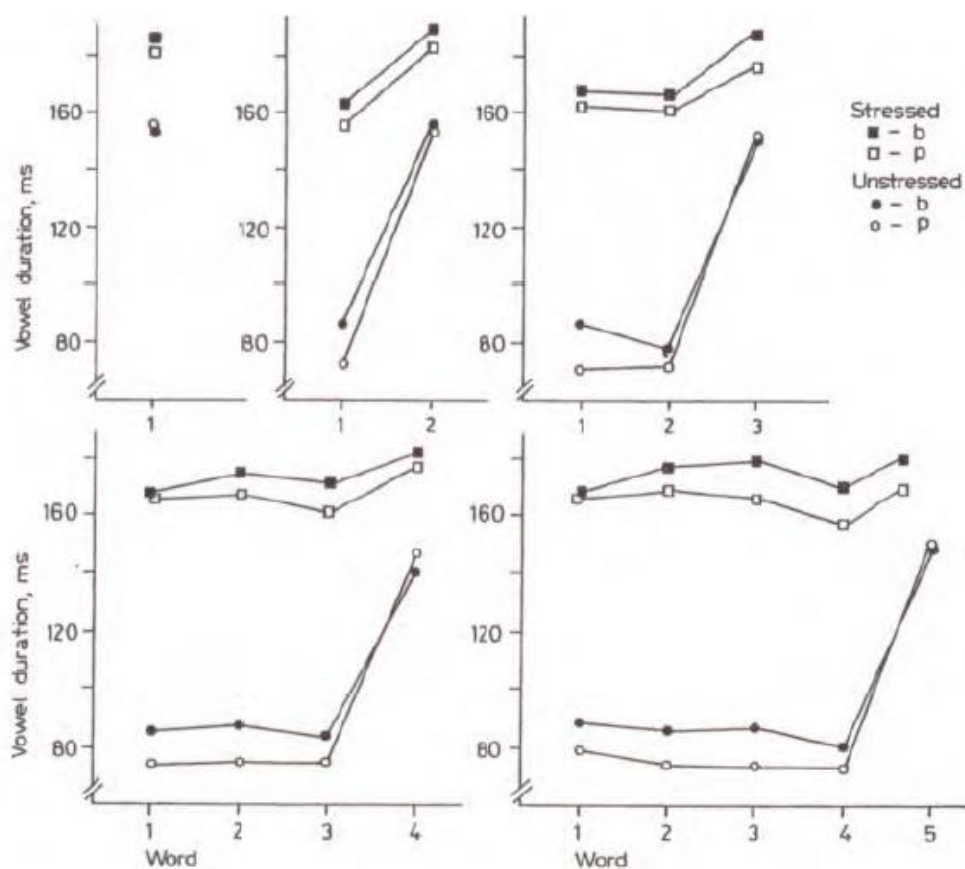 160
120
80
Vowel duration, ms
1
160
120
80
1 2
160
120
80
1 2 3
Stressed
■ – b
□ – p
Unstressed
● – b
○ – p
160
120
80
Vowel duration, ms
1 2 3 4
Word
160
120
80
1 2 3 4 5
Word